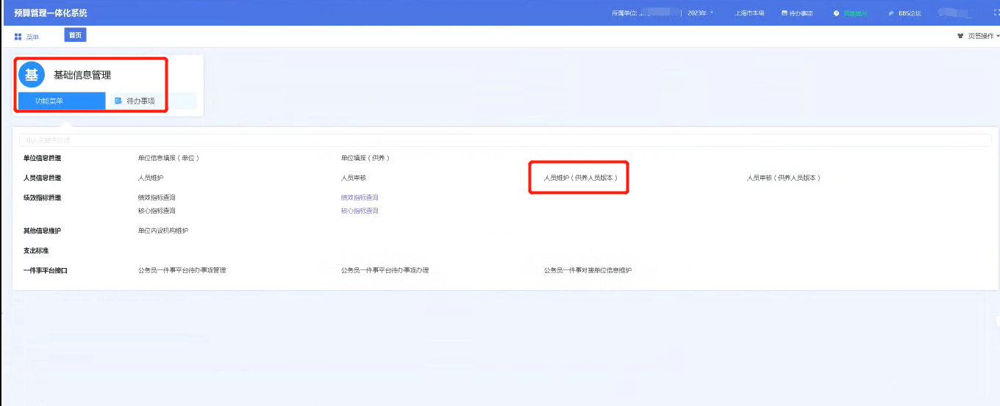 预算管理一体化系统
所属单位: 2023年 上海市本级 待办事项 我要提问 BBS论坛
菜单 首页 页签操作
基 基础信息管理
功能菜单 待办事项
输入关键字过滤
单位信息管理 单位信息填报（单位） 单位填报（供养）
人员信息管理 人员维护 人员审核 人员维护（供养人员版本） 人员审核（供养人员版本）
绩效指标管理 绩效指标查询 绩效指标查询
核心指标查询 核心指标查询
其他信息维护 单位内设机构维护
支出标准
一件事平台接口 公务员一件事平台待办事项管理 公务员一件事平台待办事项办理 公务员一件事对接单位信息维护